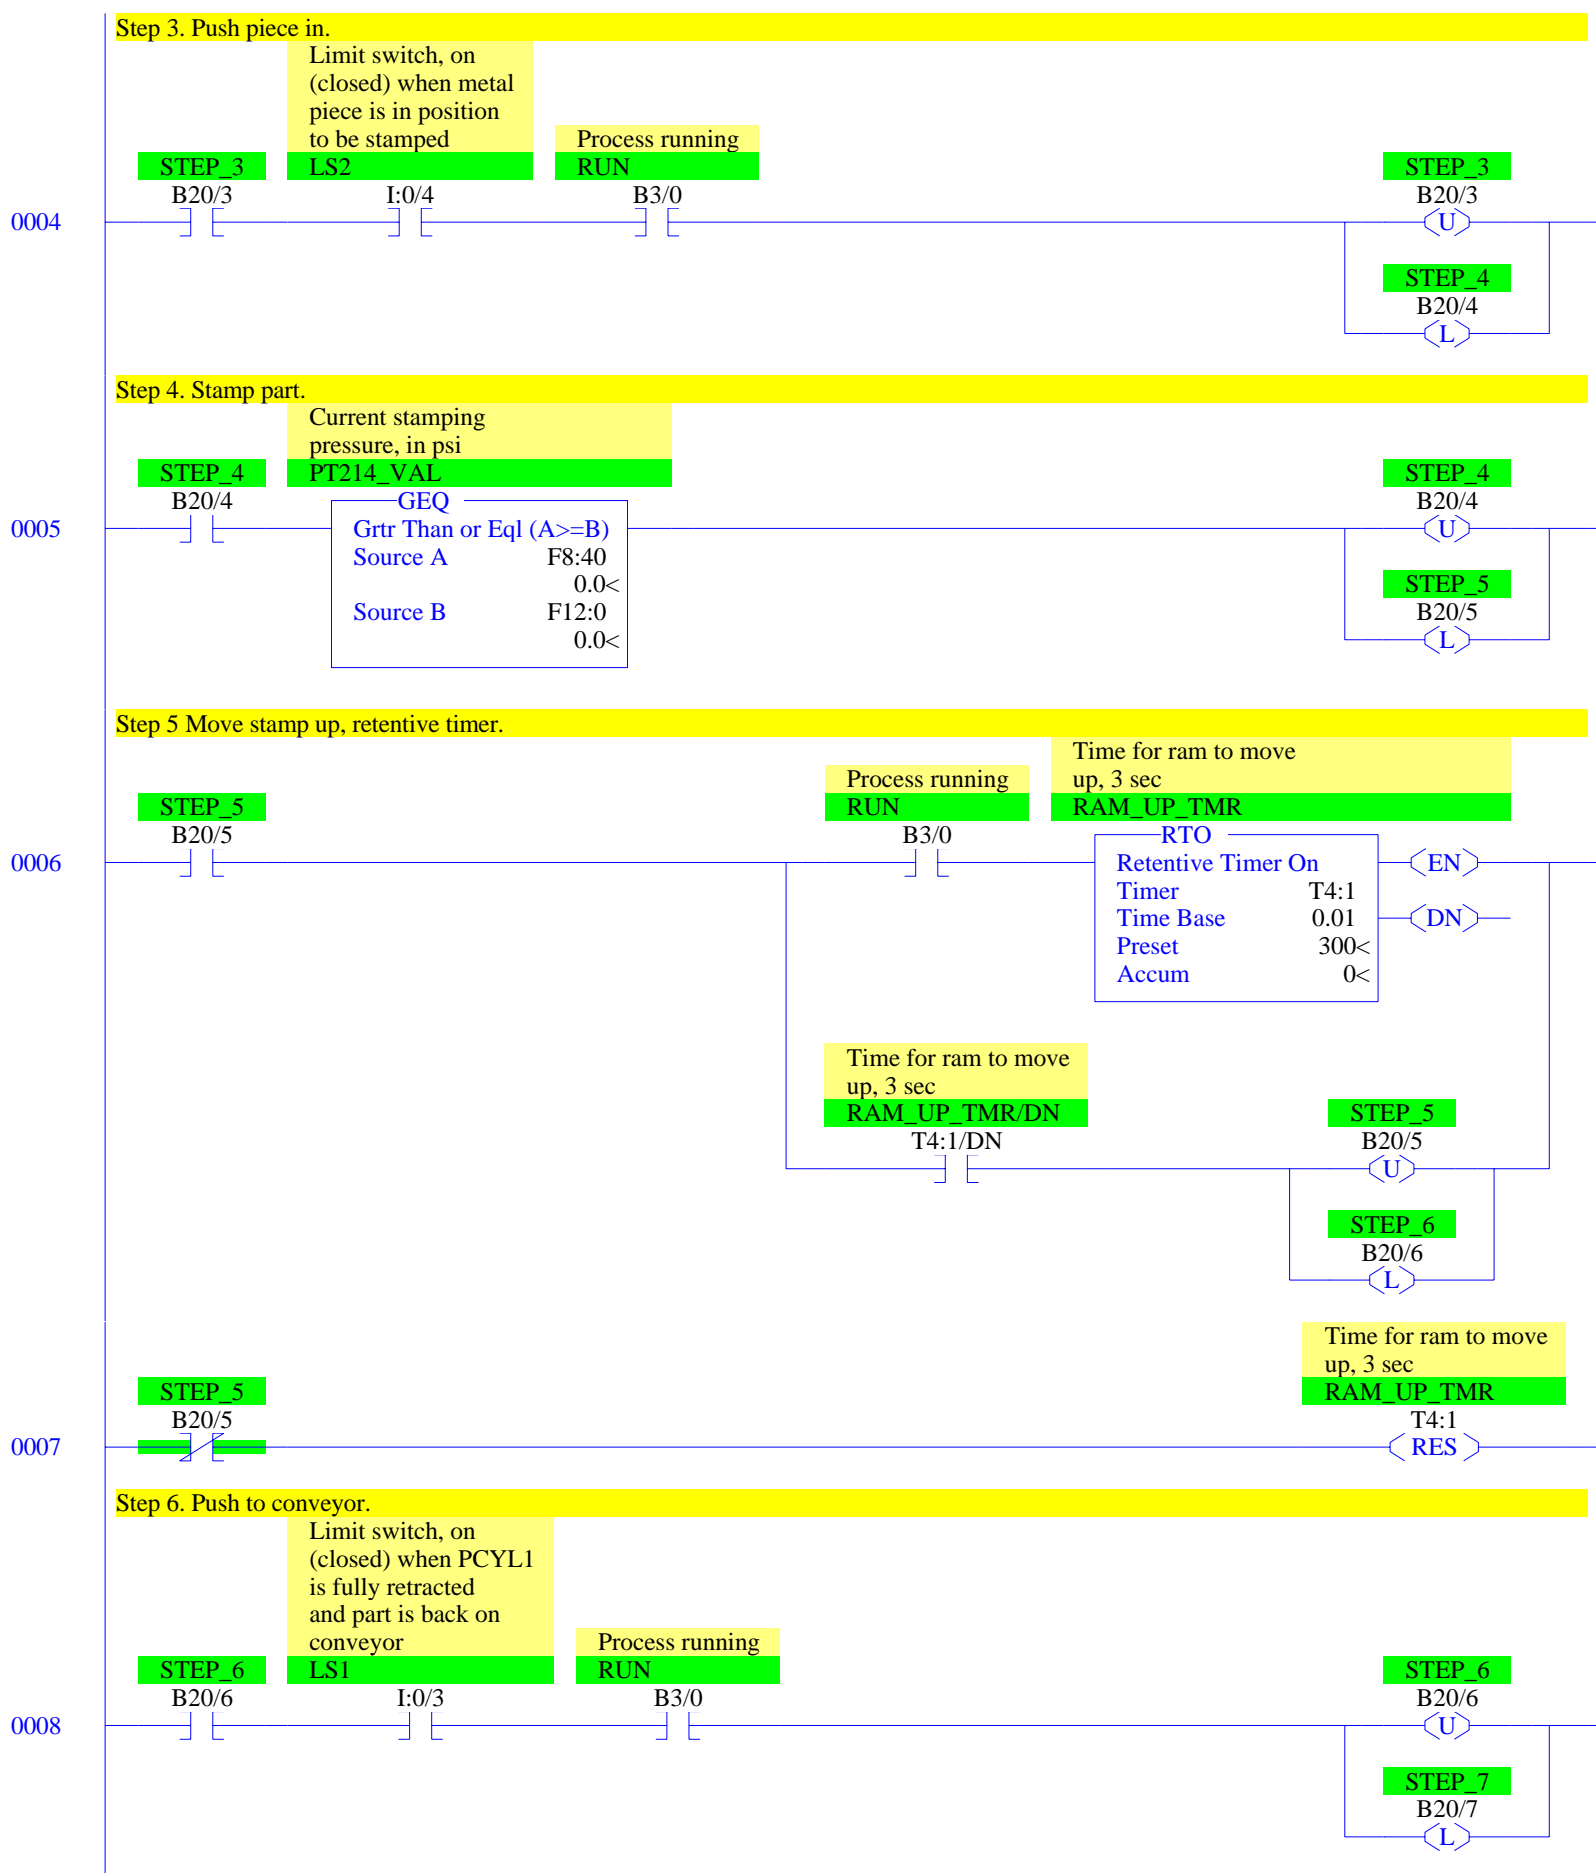 Step 3. Push piece in.
Limit switch, on
(closed) when metal
piece is in position
to be stamped
Process running
STEP_3 LS2 RUN STEP_3
B20/3 I:0/4 B3/0 B20/3
0004 U
STEP_4
B20/4
L
Step 4. Stamp part.
Current stamping
pressure, in psi
STEP_4 PT214_VAL STEP_4
B20/4 GEQ B20/4
0005 Grtr Than or Eql (A>=B) U
Source A F8:40
0.0<
STEP_5
Source B F12:0 B20/5
0.0< L
Step 5 Move stamp up, retentive timer.
Time for ram to move
Process running up, 3 sec
STEP_5 RUN RAM_UP_TMR
B20/5 B3/0 RTO
0006 Retentive Timer On EN
Timer T4:1
Time Base 0.01 DN
Preset 300<
Accum 0<
Time for ram to move
up, 3 sec
RAM_UP_TMR/DN STEP_5
T4:1/DN B20/5
U
STEP_6
B20/6
L
Time for ram to move
up, 3 sec
STEP_5 RAM_UP_TMR
B20/5 T4:1
0007 RES
Step 6. Push to conveyor.
Limit switch, on
(closed) when PCYL1
is fully retracted
and part is back on
conveyor Process running
STEP_6 LS1 RUN STEP_6
B20/6 I:0/3 B3/0 B20/6
0008 U
STEP_7
B20/7
L